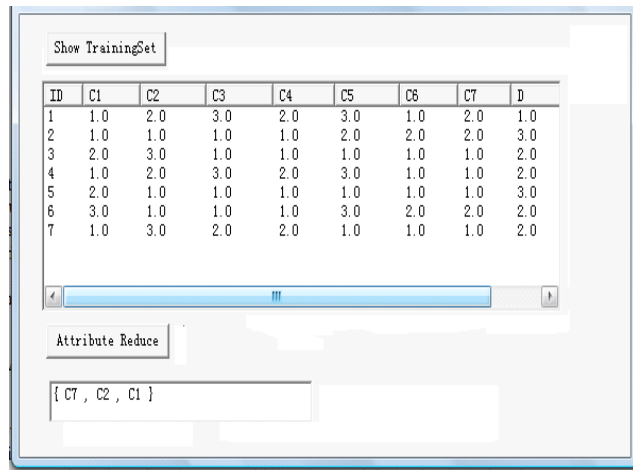 Show TrainingSet
ID C1 C2 C3 C4 C5 C6 C7 D
1 1.0 2.0 3.0 2.0 3.0 1.0 2.0 1.0
2 1.0 1.0 1.0 1.0 2.0 2.0 2.0 3.0
3 2.0 3.0 1.0 1.0 1.0 1.0 1.0 2.0
4 1.0 2.0 3.0 2.0 3.0 1.0 1.0 2.0
5 2.0 1.0 1.0 1.0 1.0 1.0 1.0 3.0
6 3.0 1.0 1.0 1.0 3.0 2.0 2.0 2.0
7 1.0 3.0 2.0 2.0 1.0 1.0 1.0 2.0
Attribute Reduce
{ C7 , C2 , C1 }